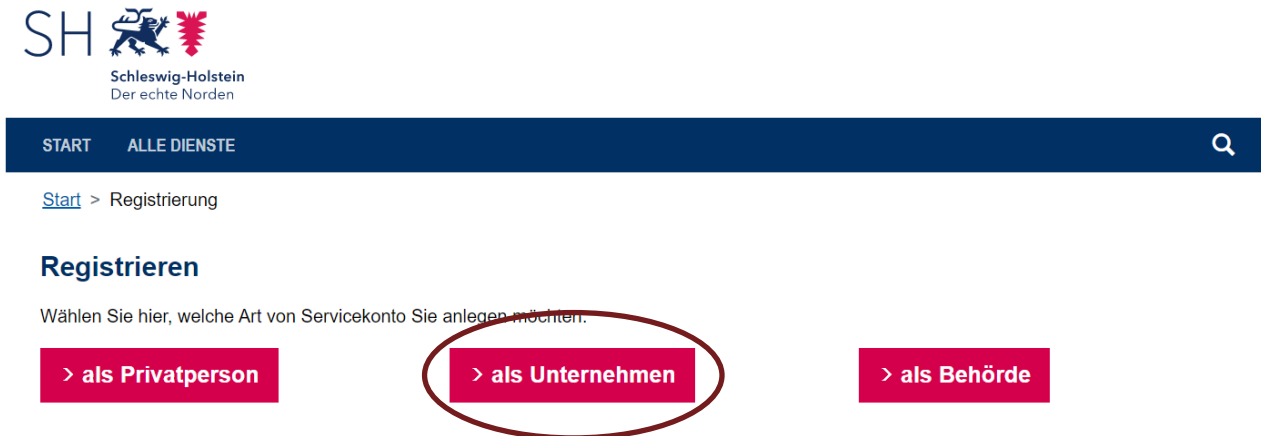 SH
Schleswig-Holstein
Der echte Norden
START ALLE DIENSTE
Start > Registrierung
Registrieren
Wählen Sie hier, welche Art von Servicekonto Sie anlegen möchten.
> als Privatperson > als Unternehmen > als Behörde